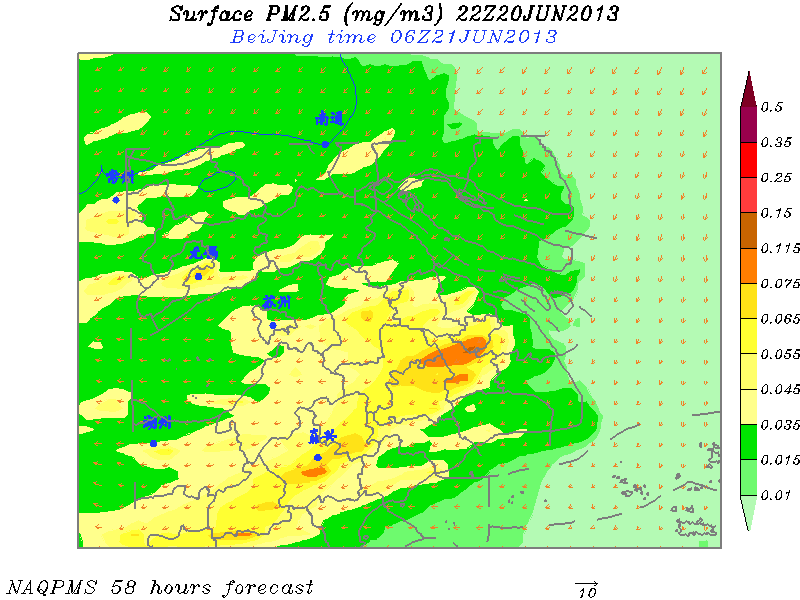 Surface PM2.5 (mg/m3) 22Z20JUN2013
BeiJing time 06Z21JUN2013
南通
常州
无锡
苏州
湖州
嘉兴
0.5
0.35
0.25
0.15
0.115
0.075
0.065
0.055
0.045
0.035
0.015
0.01
NAQPMS 58 hours forecast
10